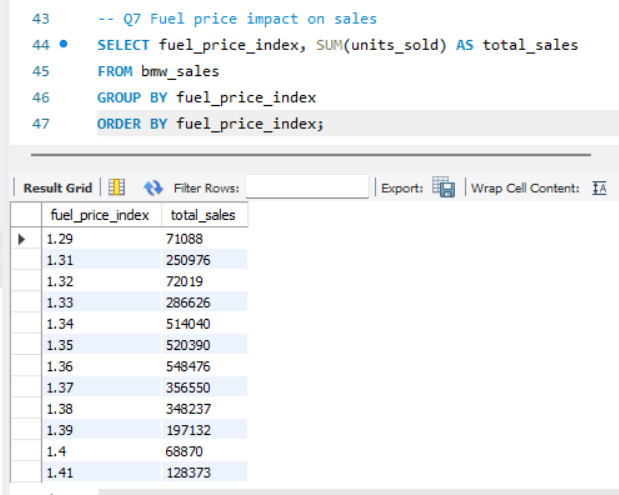 43 -- Q7 Fuel price impact on sales
44 SELECT fuel_price_index, SUM(units_sold) AS total_sales
45 FROM bmw_sales
46 GROUP BY fuel_price_index
47 ORDER BY fuel_price_index;
Result Grid Filter Rows: Export: Wrap Cell Content:
fuel_price_index total_sales
1.29 71088
1.31 250976
1.32 72019
1.33 286626
1.34 514040
1.35 520390
1.36 548476
1.37 356550
1.38 348237
1.39 197132
1.4 68870
1.41 128373